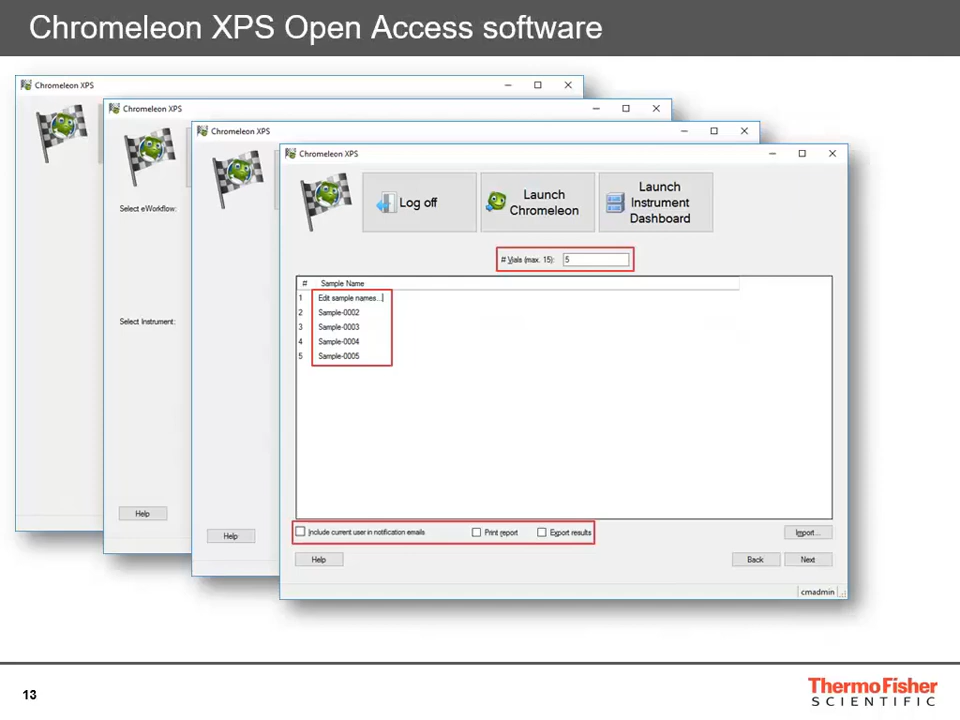 Chromeleon XPS Open Access software
Chromeleon XPS
Chromeleon XPS
Select eWorkflow:
Select Instrument:
Help
Chromeleon XPS
Help
Chromeleon XPS
Log off
Launch
Chromeleon
Launch
Instrument
Dashboard
# Vials (max. 15): 5
# Sample Name
1 Edit sample names...
2 Sample-0002
3 Sample-0003
4 Sample-0004
5 Sample-0005
Include current user in notification emails Print report Export results Import...
Help Back Next
cmadmin
13
ThermoFisher
SCIENTIFIC